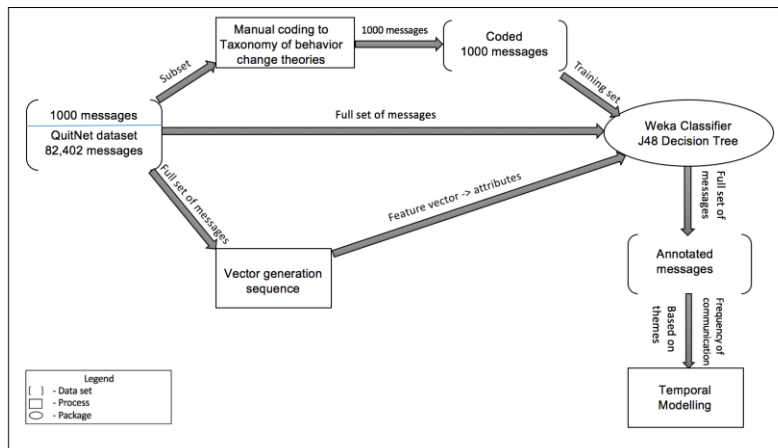 Manual coding to
Taxonomy of behavior
change theories
1000 messages
Coded
1000 messages
Subset
Training set
1000 messages
QuitNet dataset
82,402 messages
Full set of messages
Weka Classifier
J48 Decision Tree
Full set of messages
Feature vector -> attributes
Full set of
messages
Vector generation
sequence
Annotated
messages
Frequency of
communication
Based on
themes
Temporal
Modelling
Legend
- Data set
- Process
- Package